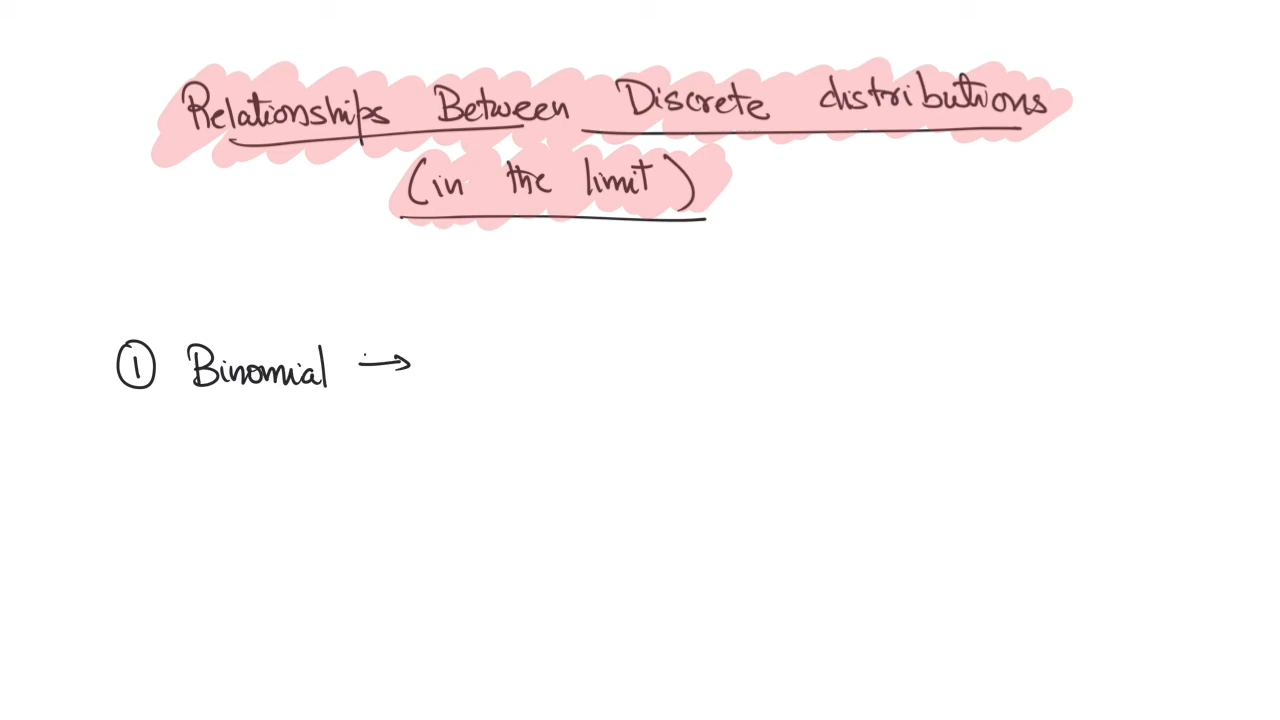 Relationships Between Discrete distributions
(in the limit)
① Binomial →